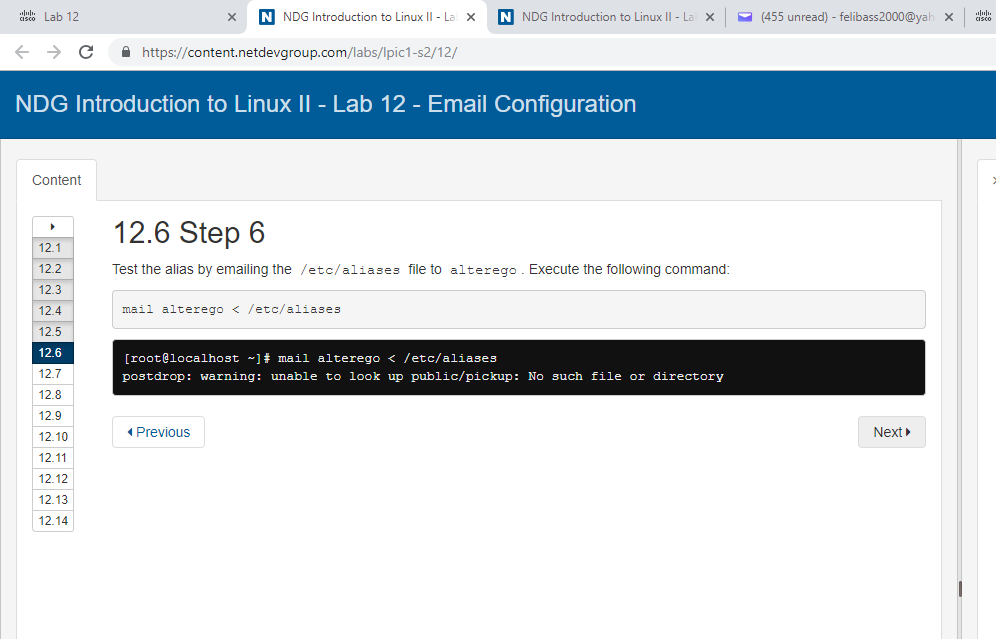 cisco Lab 12
N NDG Introduction to Linux II - La
N NDG Introduction to Linux II - La
(455 unread) - felibass2000@yah
cisco
https://content.netdevgroup.com/labs/lpic1-s2/12/
NDG Introduction to Linux II - Lab 12 - Email Configuration
Content
12.1
12.2
12.3
12.4
12.5
12.6
12.7
12.8
12.9
12.10
12.11
12.12
12.13
12.14
12.6 Step 6
Test the alias by emailing the /etc/aliases file to alterego. Execute the following command:
mail alterego < /etc/aliases
[root@localhost ~]# mail alterego < /etc/aliases
postdrop: warning: unable to look up public/pickup: No such file or directory
Previous
Next